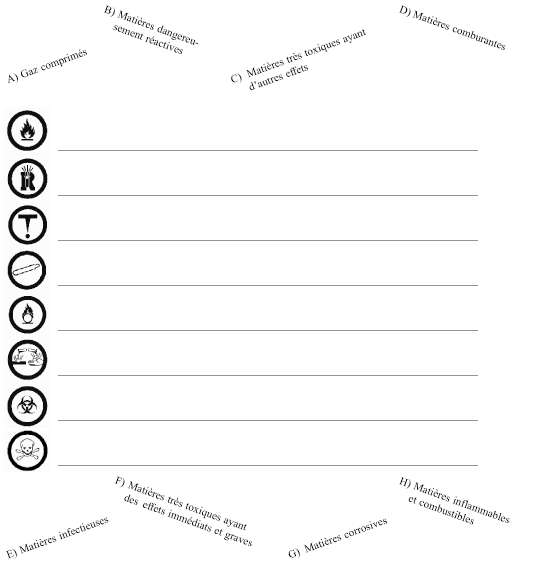 A) Gaz comprimés
B) Matières dangereu-
sement réactives
C) Matières très toxiques ayant
d'autres effets
D) Matières comburantes
R
T
E) Matières infectieuses
F) Matières très toxiques ayant
des effets immédiats et graves
G) Matières corrosives
H) Matières inflammables
et combustibles